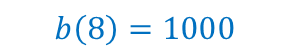 b(8) = 1000